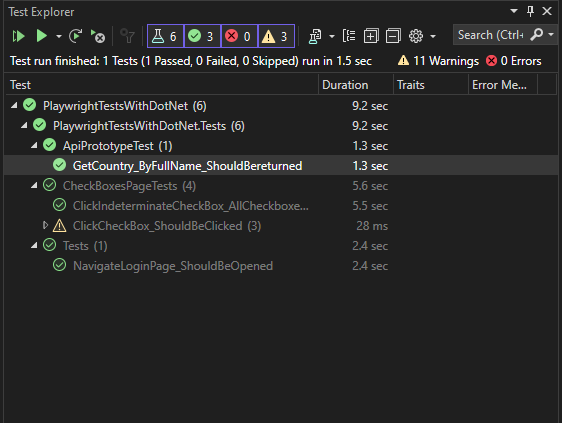 Test Explorer
6 3 0 3 Search (Ctrl+
Test run finished: 1 Tests (1 Passed, 0 Failed, 0 Skipped) run in 1.5 sec 11 Warnings 0 Errors
Test Duration Traits Error Me...
PlaywrightTestsWithDotNet (6) 9.2 sec
PlaywrightTestsWithDotNet.Tests (6) 9.2 sec
ApiPrototypeTest (1) 1.3 sec
GetCountry_ByFullName_ShouldBereturned 1.3 sec
CheckBoxesPageTests (4) 5.6 sec
ClickIndeterminateCheckBox_AllCheckboxe... 5.5 sec
ClickCheckBox_ShouldBeClicked (3) 28 ms
Tests (1) 2.4 sec
NavigateLoginPage_ShouldBeOpened 2.4 sec